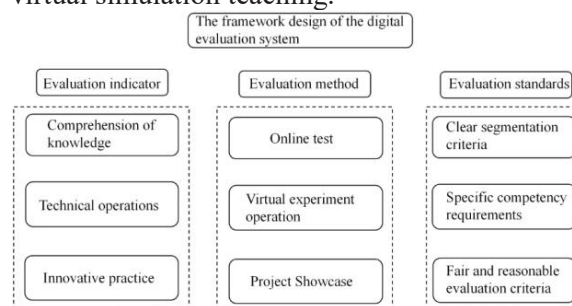 virtual simulation teaching.
The framework design of the digital
evaluation system
Evaluation indicator
Evaluation method
Evaluation standards
Comprehension of
knowledge
Online test
Clear segmentation
criteria
Technical operations
Virtual experiment
operation
Specific competency
requirements
Innovative practice
Project Showcase
Fair and reasonable
evaluation criteria